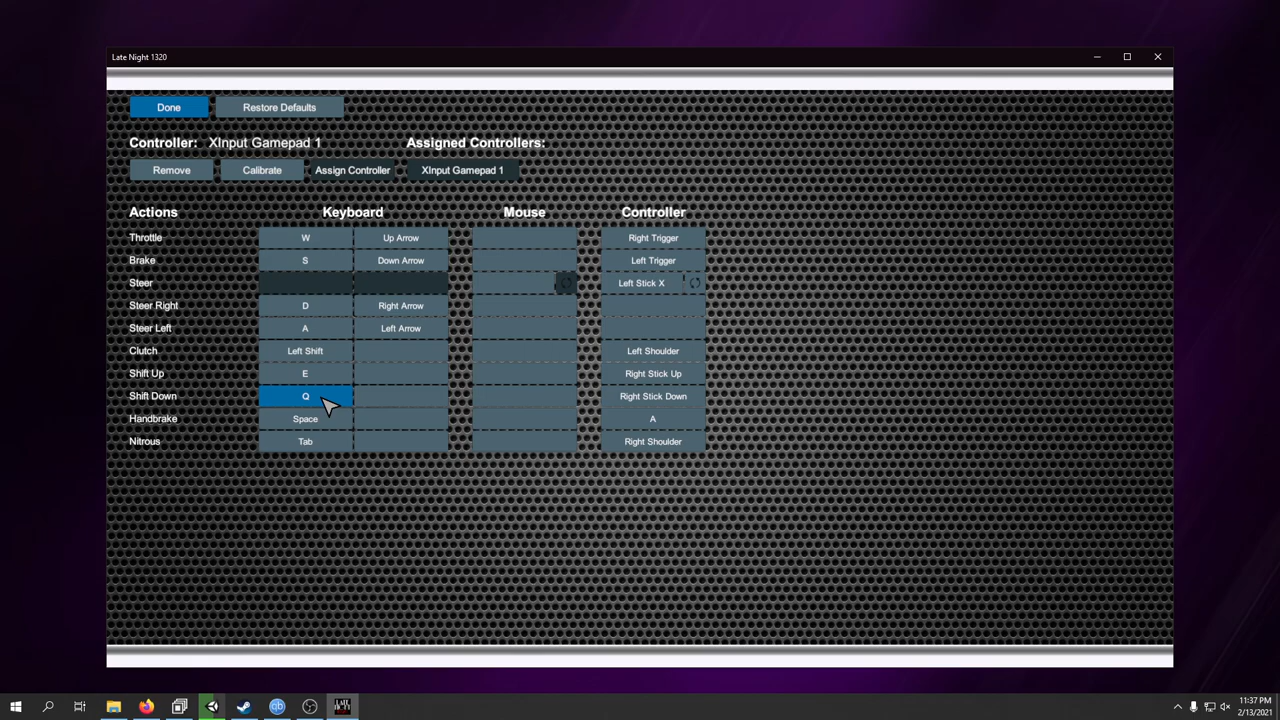 Late Night 1320
Done Restore Defaults
Controller: XInput Gamepad 1 Assigned Controllers:
Remove Calibrate Assign Controller XInput Gamepad 1
Actions Keyboard Mouse Controller
Throttle W Up Arrow Right Trigger
Brake S Down Arrow Left Trigger
Steer Left Stick X
Steer Right D Right Arrow
Steer Left A Left Arrow
Clutch Left Shift Left Shoulder
Shift Up E Right Stick Up
Shift Down Q Right Stick Down
Handbrake Space A
Nitrous Tab Right Shoulder
qb
11:37 PM
2/13/2021